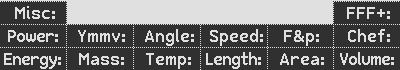 Misc: FFF+:
Power: Ymmv: Angle: Speed: F&p: Chef:
Energy: Mass: Temp: Length: Area: Volume: